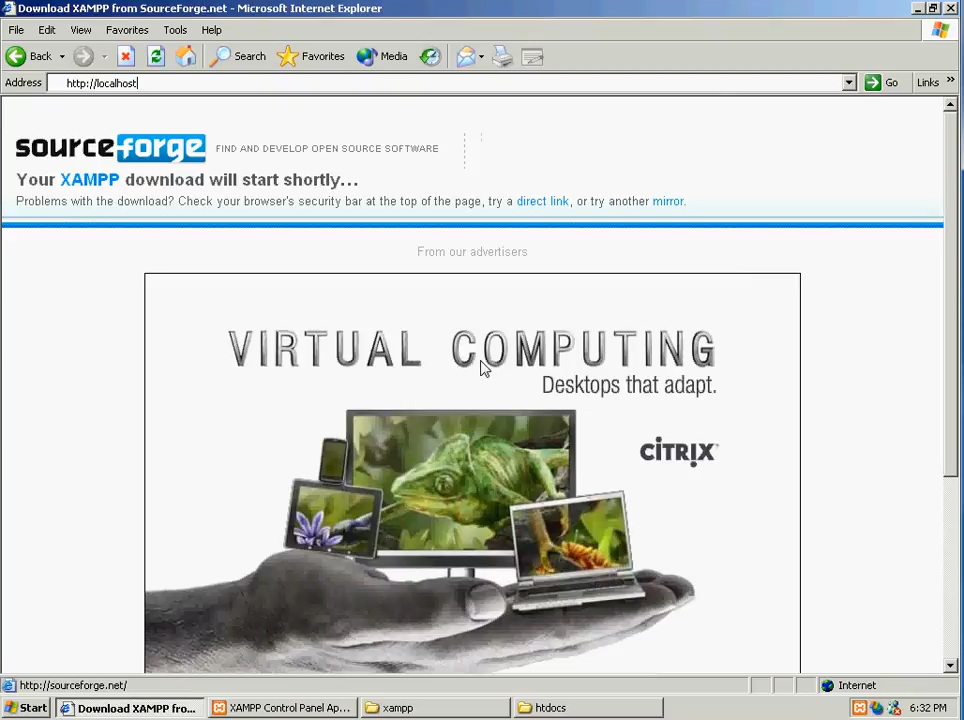 Download XAMPP from SourceForge.net - Microsoft Internet Explorer
File Edit View Favorites Tools Help
Back Search Favorites Media
Address http://localhost Go Links »
sourceforge FIND AND DEVELOP OPEN SOURCE SOFTWARE
Your XAMPP download will start shortly...
Problems with the download? Check your browser's security bar at the top of the page, try a direct link, or try another mirror.
From our advertisers
VIRTUAL COMPUTING
Desktops that adapt.
CITRIX
http://sourceforge.net/ Internet
Start Download XAMPP fro... XAMPP Control Panel Ap... xampp htdocs 6:32 PM